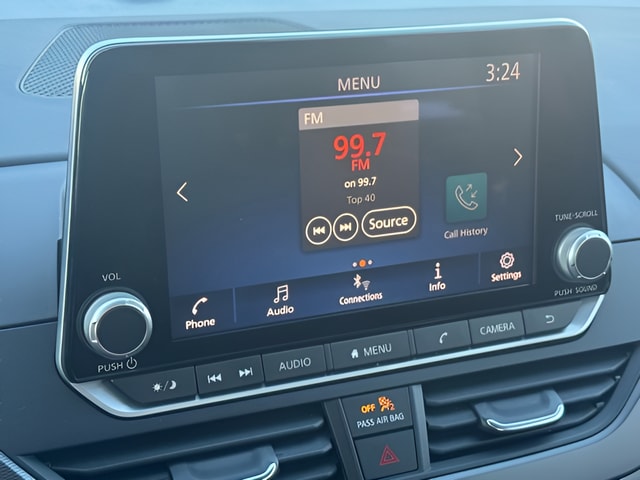 MENU
3:24
FM
99.7
FM
on 99.7
Top 40
Source
Call History
Phone
Audio
Connections
Info
Settings
VOL
PUSH
TUNE·SCROLL
PUSH SOUND
AUDIO
MENU
CAMERA
OFF 2
PASS AIR BAG